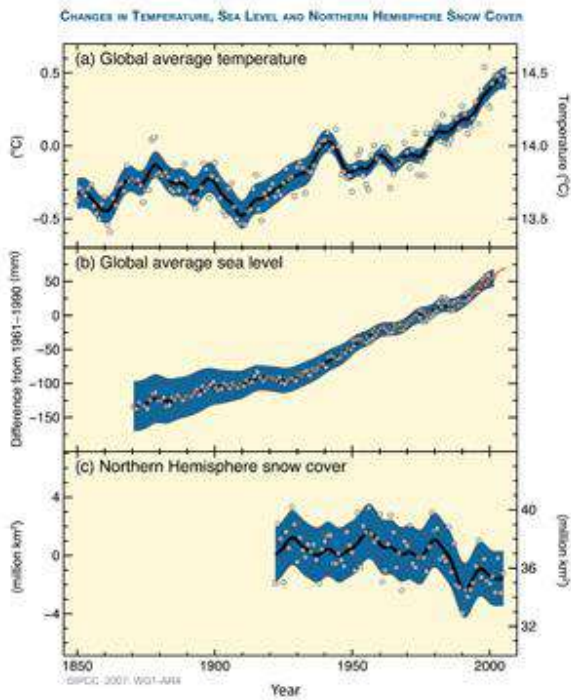 CHANGES IN TEMPERATURE, SEA LEVEL AND NORTHERN HEMISPHERE SNOW COVER
(a) Global average temperature
0.5
14.5
(°C)
0.0
14.0
Temperature (°C)
−0.5
13.5
(b) Global average sea level
Difference from 1961–1990
(mm)
50
0
−50
−100
−150
(c) Northern Hemisphere snow cover
4
40
(million km²)
0
36
(million km²)
−4
32
1850
1900
1950
2000
©IPCC 2007: WG1-AR4
Year